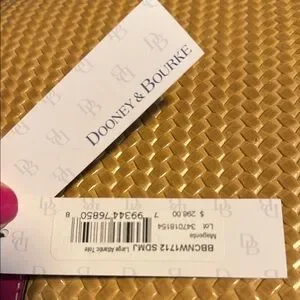 DOONEY & BOURKE
BBCNW1712 SDMJ
Large Atlantic Tote
Magenta
Lot 347018154
$ 298.00
7 99344 76850 8